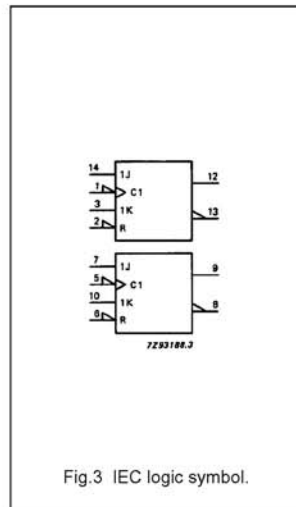 14 1J 12
1 C1
3 1K 13
2 R
7 1J 9
5 C1
10 1K 8
6 R
7Z93188.3
Fig.3 IEC logic symbol.